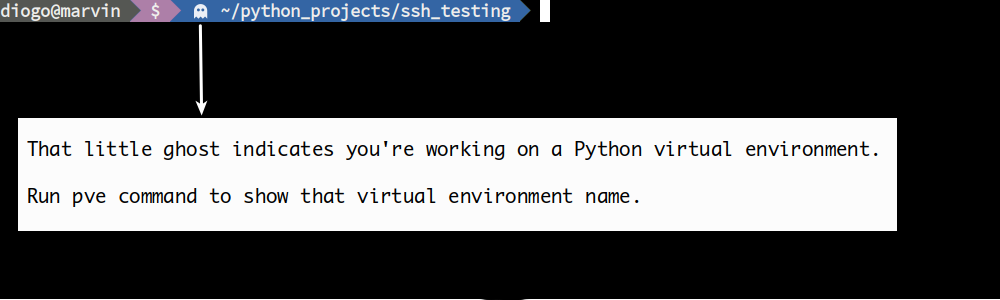 diogo@marvin $ ~/python_projects/ssh_testing
That little ghost indicates you're working on a Python virtual environment.
Run pve command to show that virtual environment name.